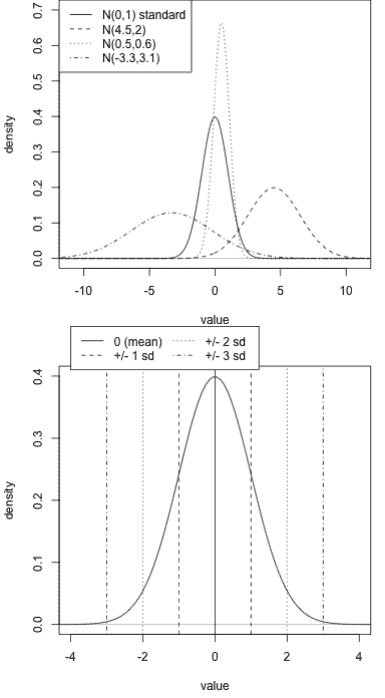 N(0,1) standard
N(4.5,2)
N(0.5,0.6)
N(-3.3,3.1)
density
0.0 0.1 0.2 0.3 0.4 0.5 0.6 0.7
-10 -5 0 5 10
value
0 (mean) +/- 2 sd
+/- 1 sd +/- 3 sd
density
0.0 0.1 0.2 0.3 0.4
-4 -2 0 2 4
value